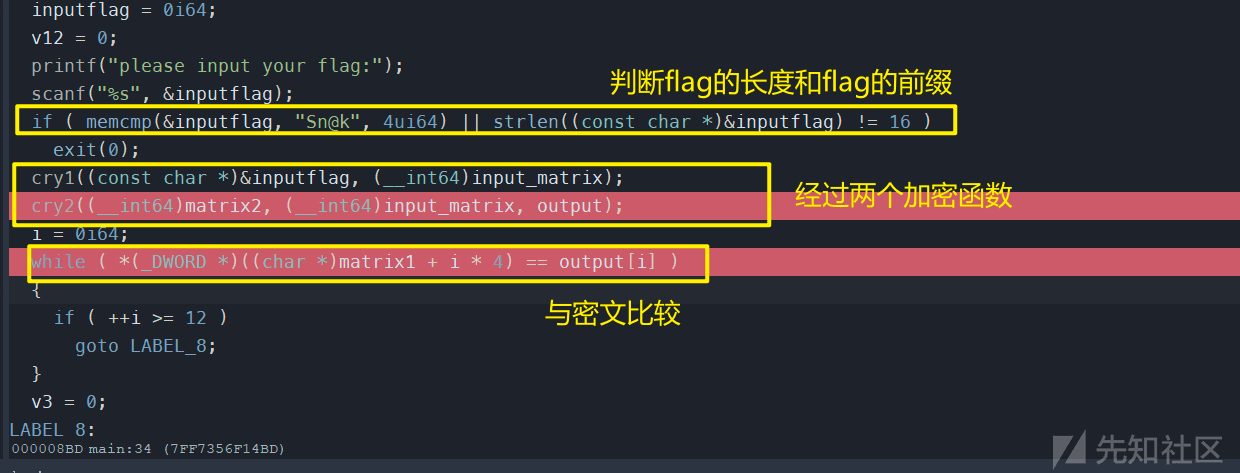 inputflag = 0i64;
v12 = 0;
printf("please input your flag:");
判断flag的长度和flag的前缀
scanf("%s", &inputflag);
if ( memcmp(&inputflag, "Sn@k", 4ui64) || strlen((const char *)&inputflag) != 16 )
exit(0);
cry1((const char *)&inputflag, (__int64)input_matrix);
经过两个加密函数
cry2((__int64)matrix2, (__int64)input_matrix, output);
i = 0i64;
while ( *(_DWORD *)((char *)matrix1 + i * 4) == output[i] )
{
与密文比较
if ( ++i >= 12 )
goto LABEL_8;
}
v3 = 0;
LABEL 8:
000008BD main:34 (7FF7356F14BD)
先知社区